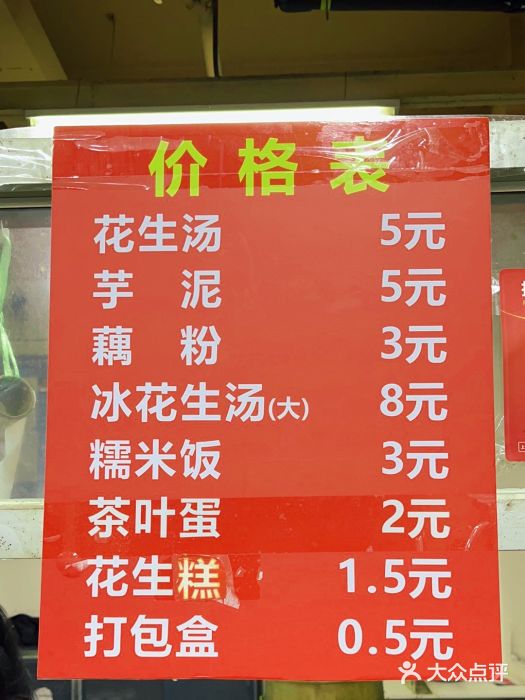 价格表
花生汤 5元
芋泥 5元
藕粉 3元
冰花生汤(大) 8元
糯米饭 3元
茶叶蛋 2元
花生糕 1.5元
打包盒 0.5元
大众点评